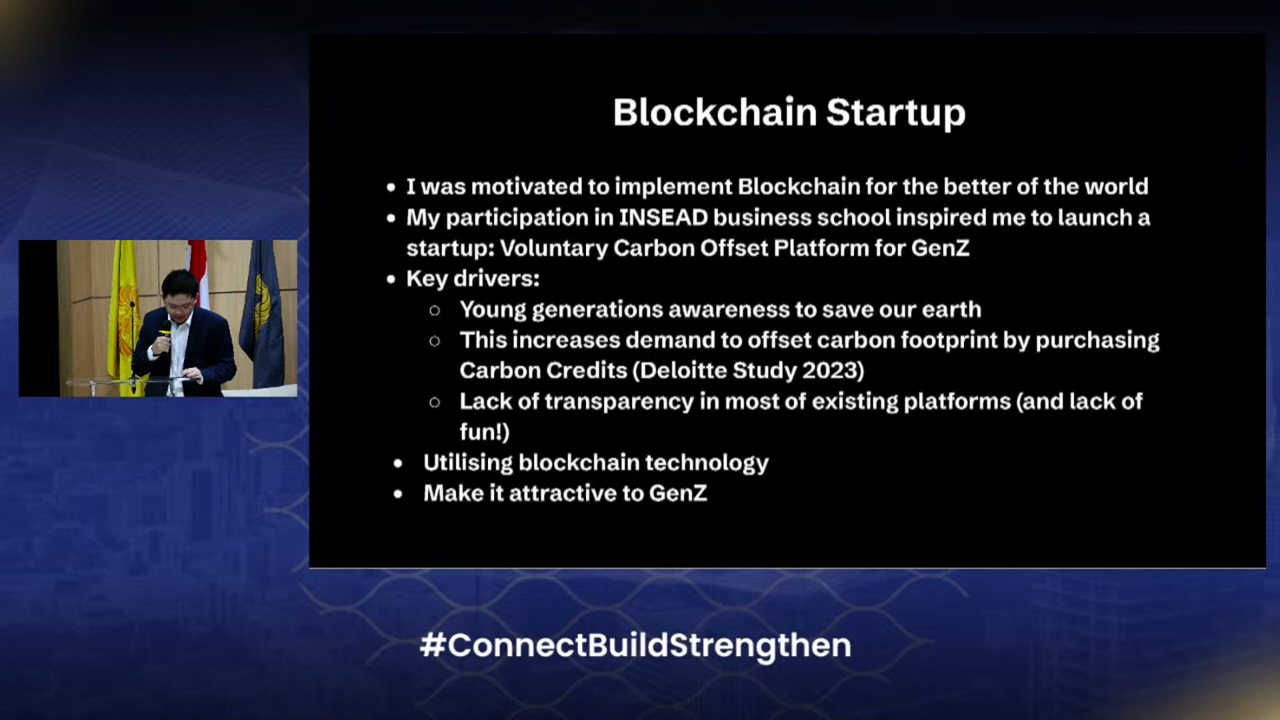 Blockchain Startup
• I was motivated to implement Blockchain for the better of the world
• My participation in INSEAD business school inspired me to launch a
startup: Voluntary Carbon Offset Platform for GenZ
• Key drivers:
○ Young generations awareness to save our earth
○ This increases demand to offset carbon footprint by purchasing
Carbon Credits (Deloitte Study 2023)
○ Lack of transparency in most of existing platforms (and lack of
fun!)
• Utilising blockchain technology
• Make it attractive to GenZ
#ConnectBuildStrengthen